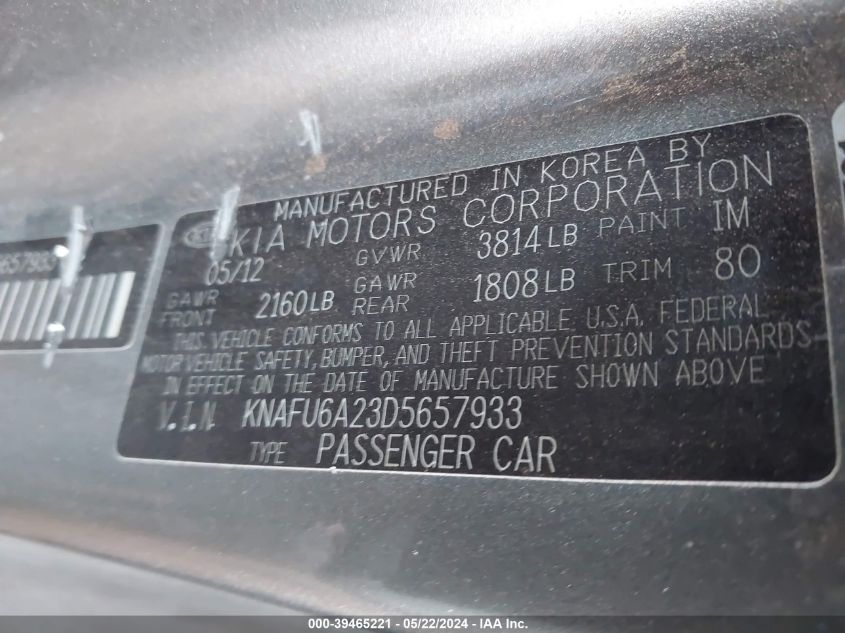 MANUFACTURED IN KOREA BY
KIA MOTORS CORPORATION
05/12 GVWR 3814LB PAINT IM
GAWR FRONT 2160LB GAWR REAR 1808LB TRIM 80
THIS VEHICLE CONFORMS TO ALL APPLICABLE U.S.A. FEDERAL
MOTOR VEHICLE SAFETY, BUMPER, AND THEFT PREVENTION STANDARDS
IN EFFECT ON THE DATE OF MANUFACTURE SHOWN ABOVE
V.I.N KNAFU6A23D5657933
TYPE PASSENGER CAR
657933
000-39465221 - 05/22/2024 - IAA Inc.